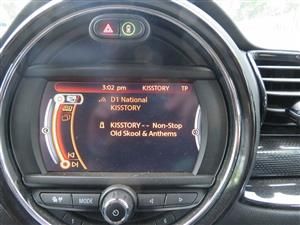 3:02 pm KISSTORY TP
D1 National
KISSTORY
KISSTORY-- Non-Stop
Old Skool & Anthems
MODE